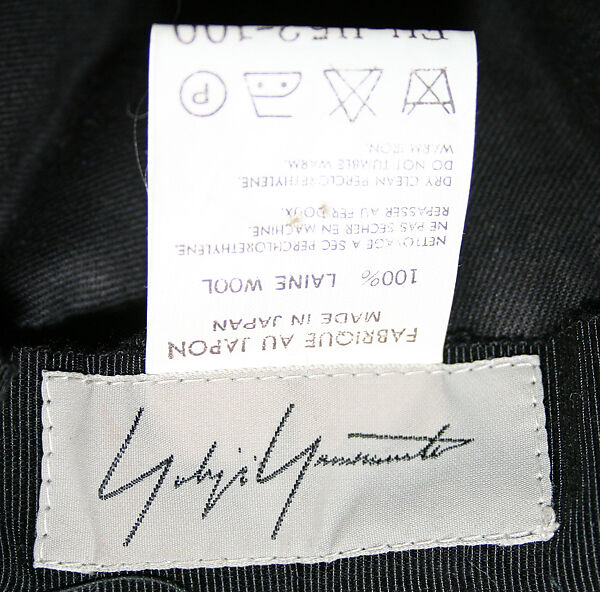 FABRIQUE AU JAPON
MADE IN JAPAN
100% LAINE WOOL
NETTOYAGE A SEC PERCHLORETHYLENE.
NE PAS SECHER EN MACHINE.
REPASSER AU FER DOUX.
DRY CLEAN PERCLORETHYLENE.
DO NOT TUMBLE WARM.
WARM IRON.
P
Yohji Yamamoto